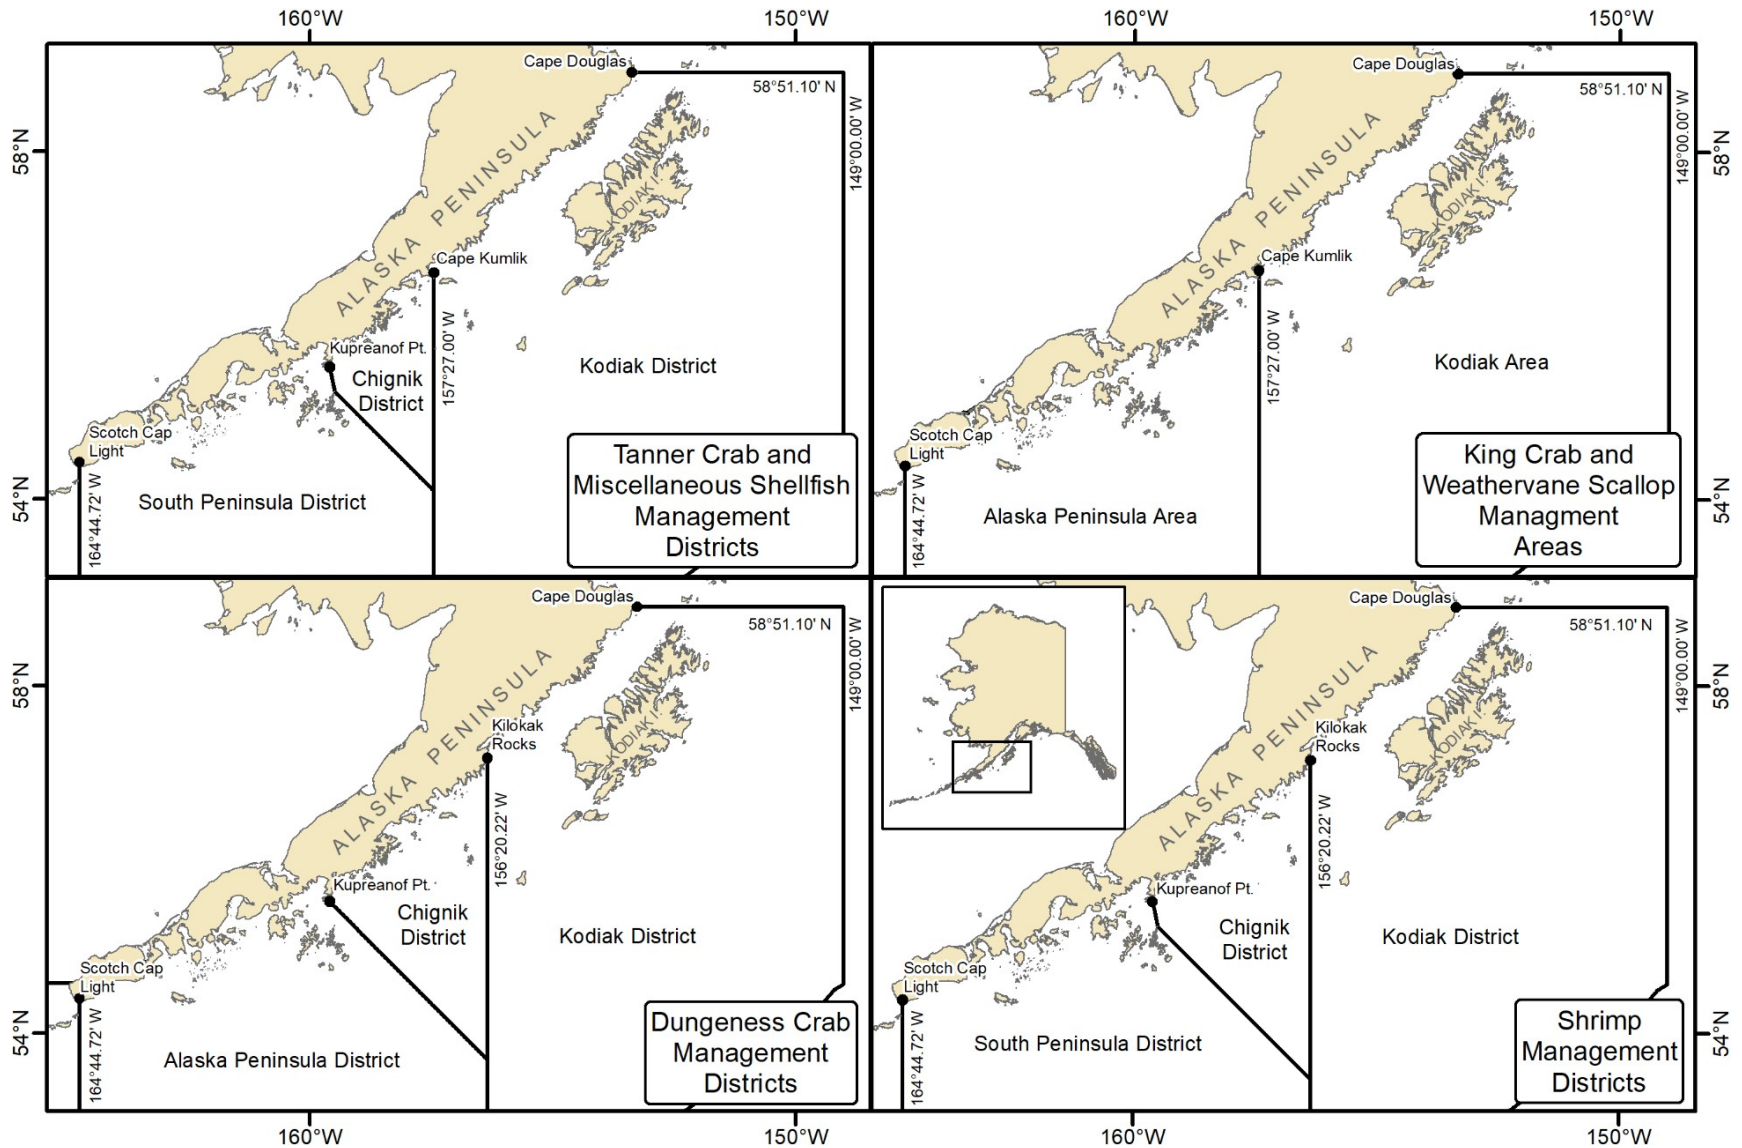 160°W
150°W
160°W
150°W
58°N
54°N
58°N
54°N
Cape Douglas
58°51.10' N
149°00.00' W
ALASKA PENINSULA
KODIAK I
Cape Kumlik
157°27.00' W
Kupreanof Pt.
Chignik
District
Kodiak District
Scotch Cap
Light
164°44.72' W
South Peninsula District
Tanner Crab and
Miscellaneous Shellfish
Management
Districts
Cape Douglas
58°51.10' N
149°00.00' W
ALASKA PENINSULA
KODIAK I
Cape Kumlik
157°27.00' W
Kodiak Area
Scotch Cap
Light
164°44.72' W
Alaska Peninsula Area
King Crab and
Weathervane Scallop
Managment
Areas
58°N
54°N
58°N
54°N
Cape Douglas
58°51.10' N
149°00.00' W
ALASKA PENINSULA
KODIAK I
Kilokak
Rocks
156°20.22' W
Kupreanof Pt.
Chignik
District
Kodiak District
Scotch Cap
Light
164°44.72' W
Alaska Peninsula District
Dungeness Crab
Management
Districts
Cape Douglas
58°51.10' N
149°00.00' W
ALASKA PENINSULA
KODIAK I
Kilokak
Rocks
156°20.22' W
Kupreanof Pt.
Chignik
District
Kodiak District
Scotch Cap
Light
164°44.72' W
South Peninsula District
Shrimp
Management
Districts
160°W
150°W
160°W
150°W